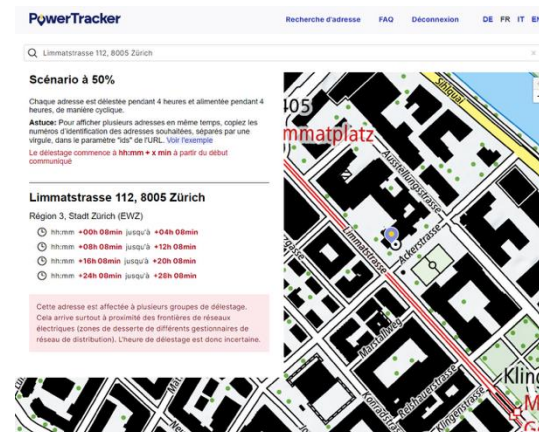 PowerTracker
Recherche d'adresse FAQ Déconnexion DE FR IT EN
Limmatstrasse 112, 8005 Zürich
Scénario à 50%
Chaque adresse est délestée pendant 4 heures et alimentée pendant 4
heures, de manière cyclique.
Astuce: Pour afficher plusieurs adresses en même temps, copiez les
numéros d'identification des adresses souhaitées, séparés par une
virgule, dans le paramètre "ids" de l'URL. Voir l'exemple
Le délestage commence à hh:mm + x min à partir du début
communiqué
Limmatstrasse 112, 8005 Zürich
Région 3, Stadt Zürich (EWZ)
hh:mm +00h 08min jusqu'à +04h 08min
hh:mm +08h 08min jusqu'à +12h 08min
hh:mm +16h 08min jusqu'à +20h 08min
hh:mm +24h 08min jusqu'à +28h 08min
Cette adresse est affectée à plusieurs groupes de délestage.
Cela arrive surtout à proximité des frontières de réseaux
électriques (zones de desserte de différents gestionnaires de
réseau de distribution). L'heure de délestage est donc incertaine.
405
mmatplatz
Sihlquai
Ausstellungsstrasse
Limmatstrasse
Ackerstrasse
Mattallweg
Konradstrasse
Reishauerstrasse
Klingenstrasse
Kling
M
G